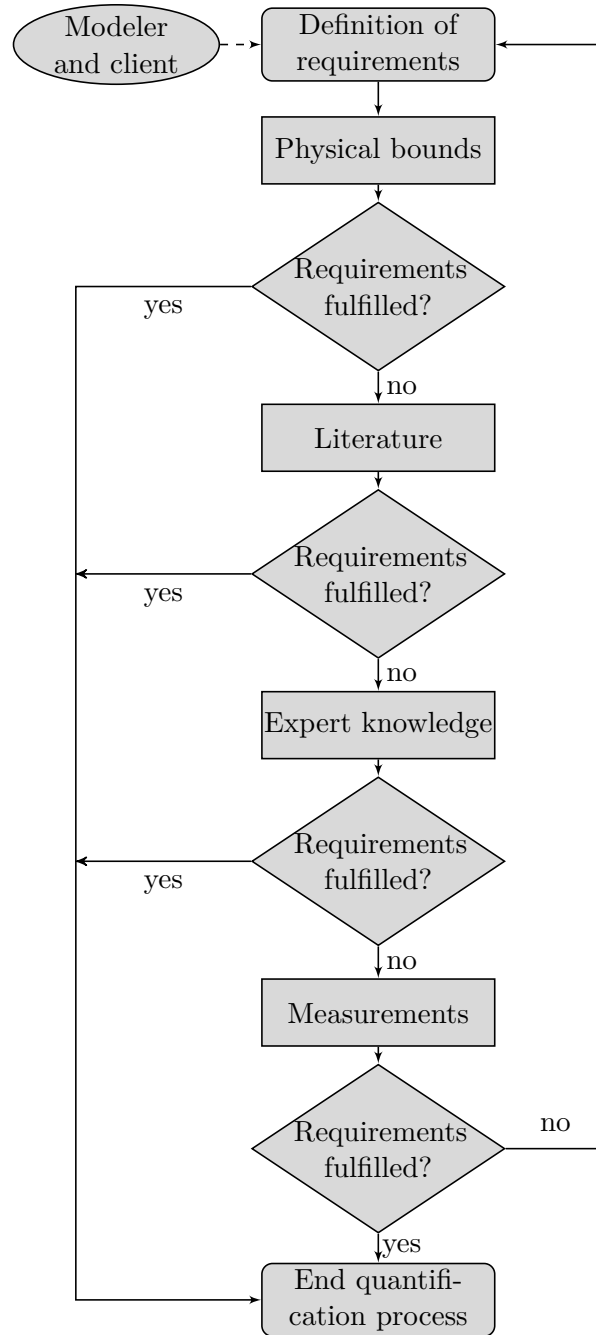 Modeler
and client
Definition of
requirements
Physical bounds
Requirements
fulfilled?
yes
no
Literature
Requirements
fulfilled?
yes
no
Expert knowledge
Requirements
fulfilled?
yes
no
Measurements
Requirements
fulfilled?
no
yes
End quantifi-
cation process